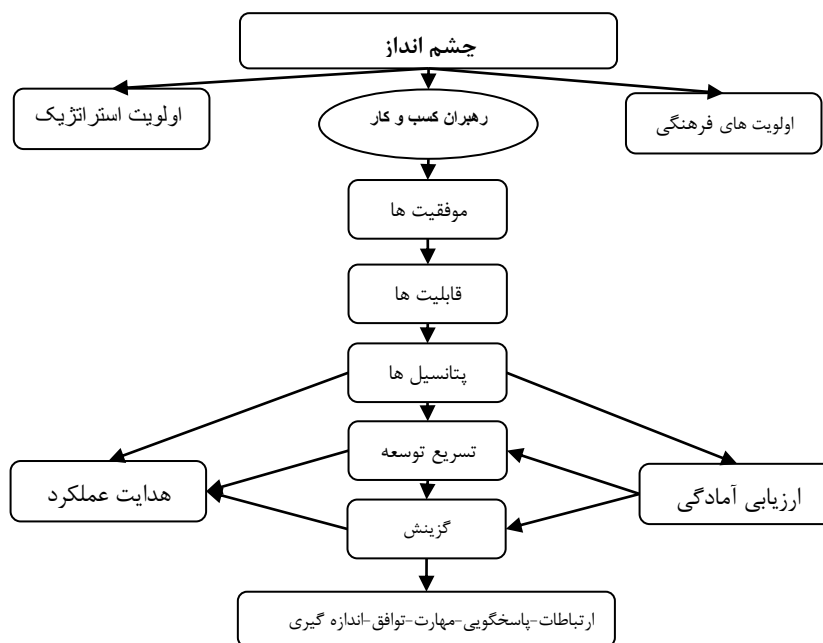 چشم انداز
اولویت های فرهنگی
رهبران کسب و کار
اولویت استراتژیک
موفقیت ها
قابلیت ها
پتانسیل ها
تسریع توسعه
ارزیابی آمادگی
هدایت عملکرد
گزینش
ارتباطات-پاسخگویی-مهارت-توافق-اندازه گیری